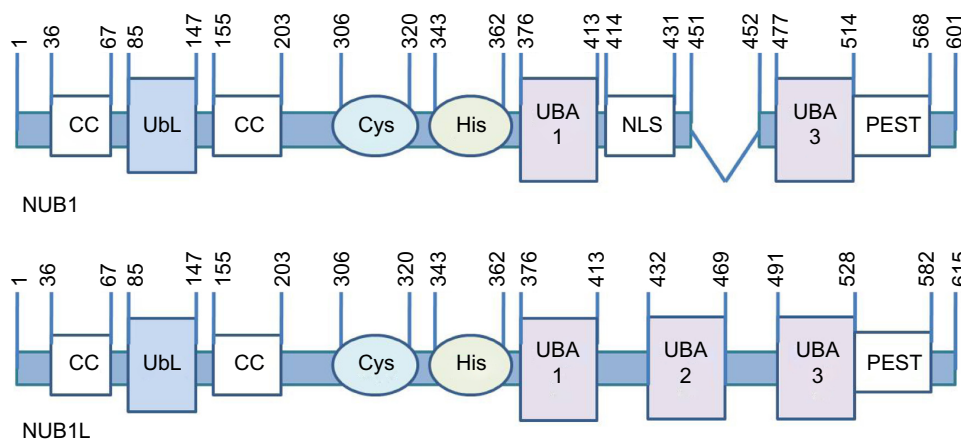 1 36 67 85 147 155 203 306 320 343 362 376 413 414 431 451 452 477 514 568 601
CC UbL CC Cys His UBA 1 NLS UBA 3 PEST
NUB1
1 36 67 85 147 155 203 306 320 343 362 376 413 432 469 491 528 582 615
CC UbL CC Cys His UBA 1 UBA 2 UBA 3 PEST
NUB1L